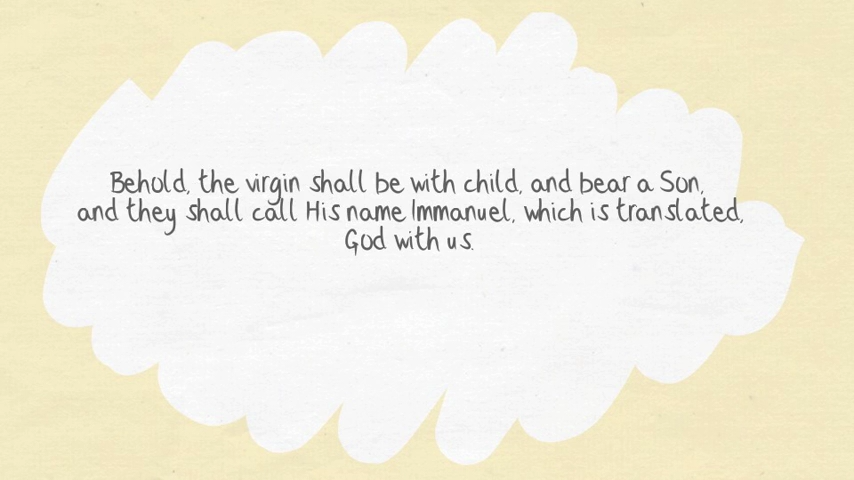 Behold, the virgin shall be with child, and bear a Son,
and they shall call His name Immanuel, which is translated,
God with us.